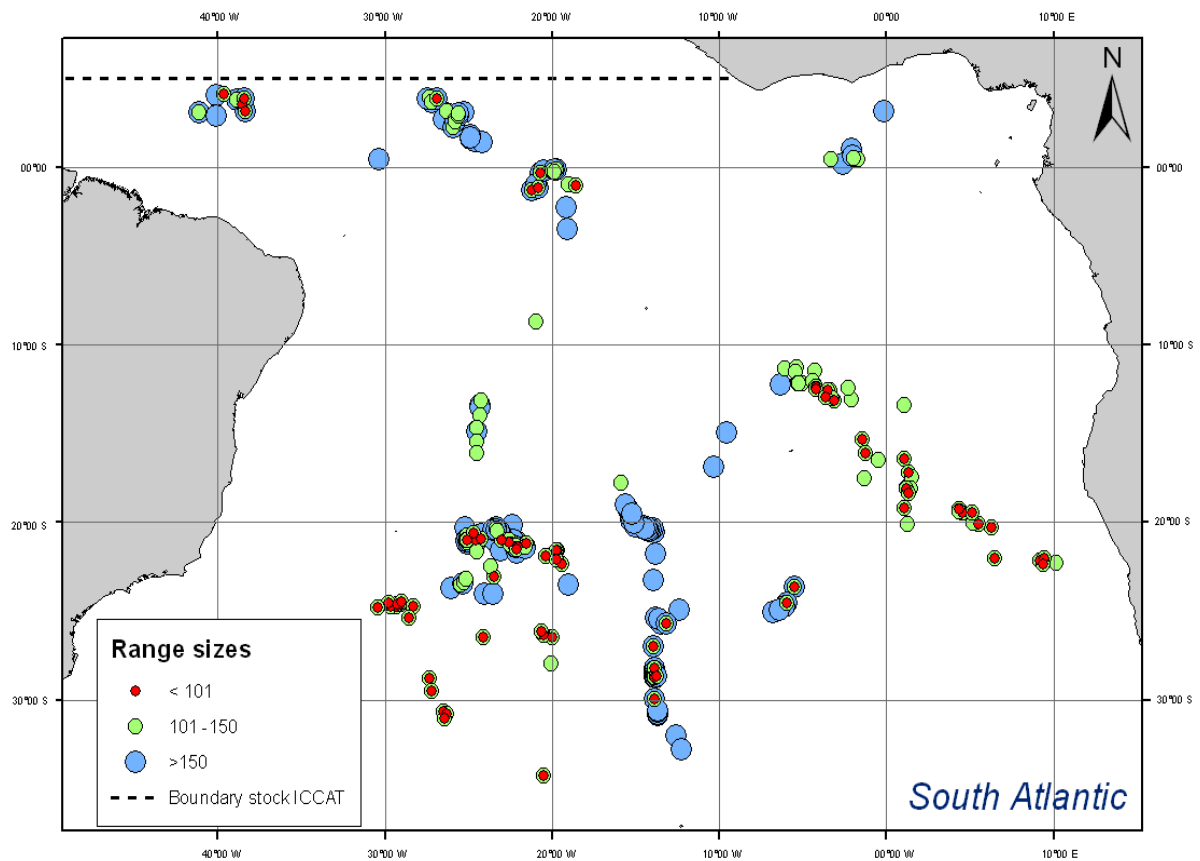 40°00 W 30°00 W 20°00 W 10°00 W 00°00 10°00 E
N
00°00 00°00
10°00 S 10°00 S
20°00 S 20°00 S
30°00 S 30°00 S
Range sizes
< 101
101 -150
>150
Boundary stock ICCAT
South Atlantic
40°00 W 30°00 W 20°00 W 10°00 W 00°00 10°00 E